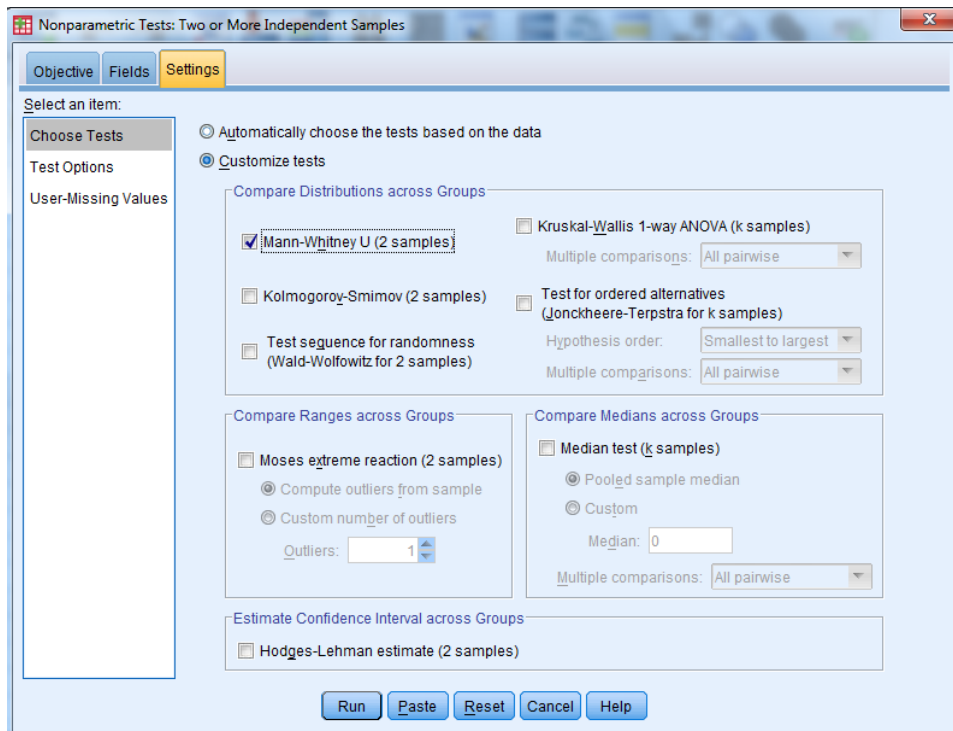 Nonparametric Tests: Two or More Independent Samples
Objective
Fields
Settings
Select an item:
Choose Tests
Test Options
User-Missing Values
Automatically choose the tests based on the data
Customize tests
Compare Distributions across Groups
Mann-Whitney U (2 samples)
Kolmogorov-Smirnov (2 samples)
Test sequence for randomness
(Wald-Wolfowitz for 2 samples)
Kruskal-Wallis 1-way ANOVA (k samples)
Multiple comparisons: All pairwise
Test for ordered alternatives
(Jonckheere-Terpstra for k samples)
Hypothesis order: Smallest to largest
Multiple comparisons: All pairwise
Compare Ranges across Groups
Moses extreme reaction (2 samples)
Compute outliers from sample
Custom number of outliers
Outliers: 1
Compare Medians across Groups
Median test (k samples)
Pooled sample median
Custom
Median: 0
Multiple comparisons: All pairwise
Estimate Confidence Interval across Groups
Hodges-Lehman estimate (2 samples)
Run
Paste
Reset
Cancel
Help